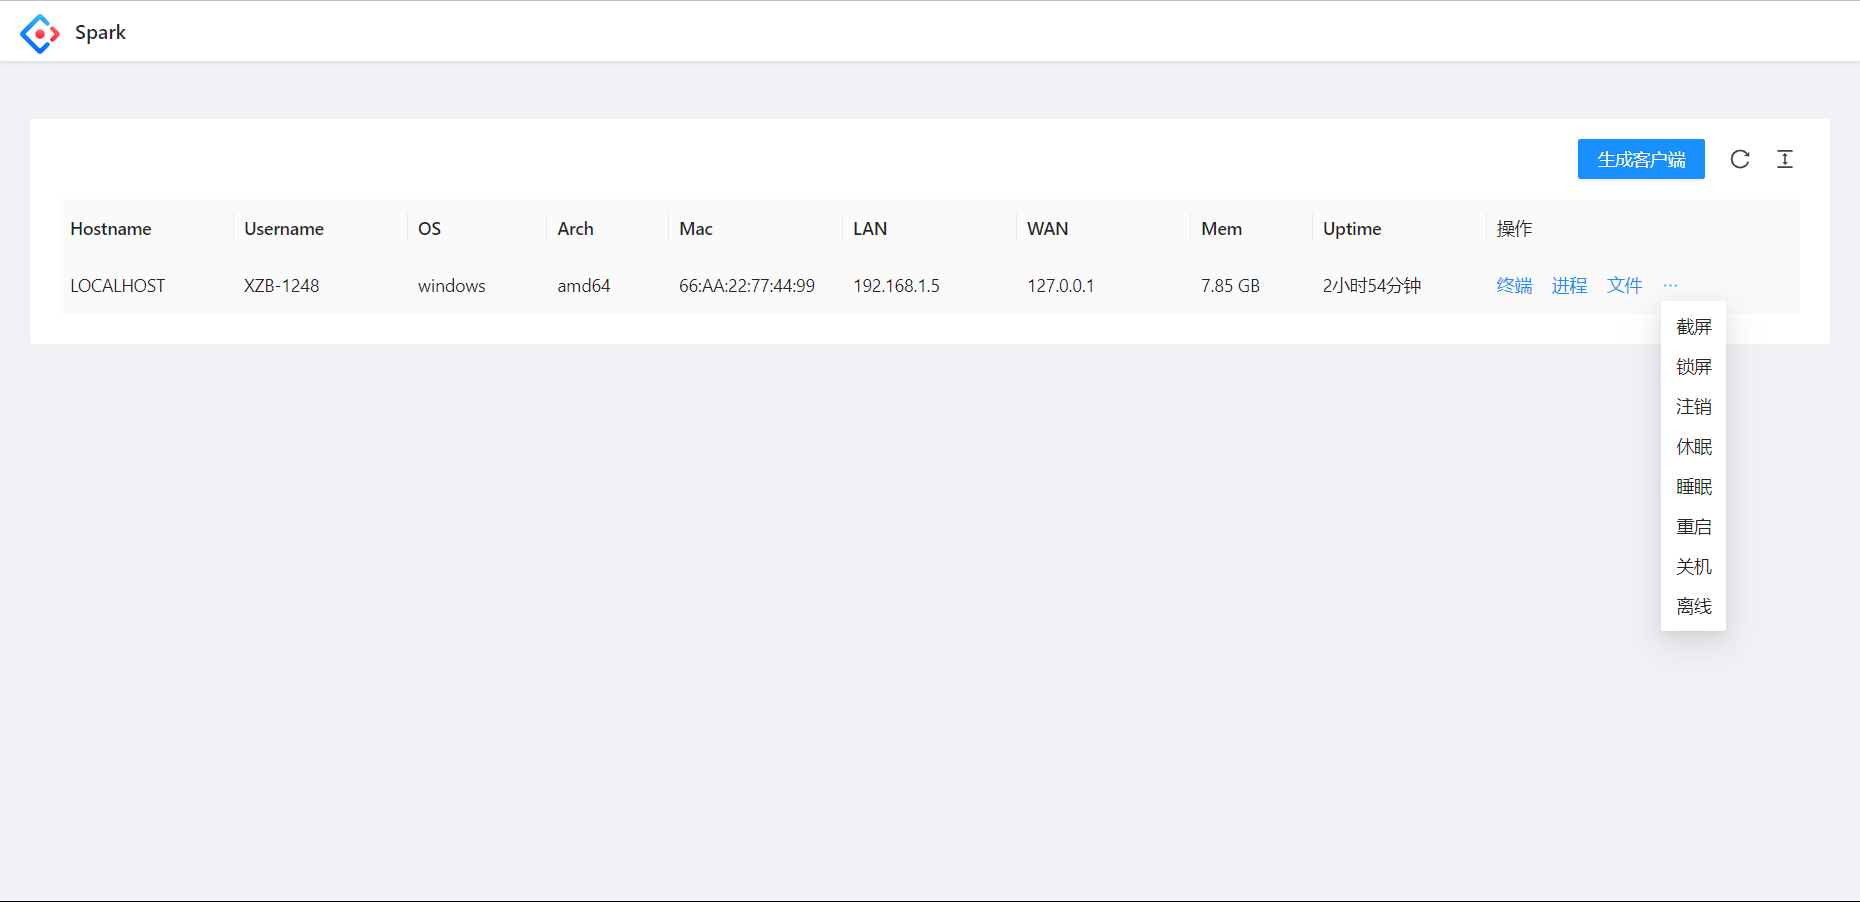 Spark
生成客户端
Hostname Username OS Arch Mac LAN WAN Mem Uptime 操作
LOCALHOST XZB-1248 windows amd64 66:AA:22:77:44:99 192.168.1.5 127.0.0.1 7.85 GB 2小时54分钟 终端 进程 文件 ···
截屏
锁屏
注销
休眠
睡眠
重启
关机
离线